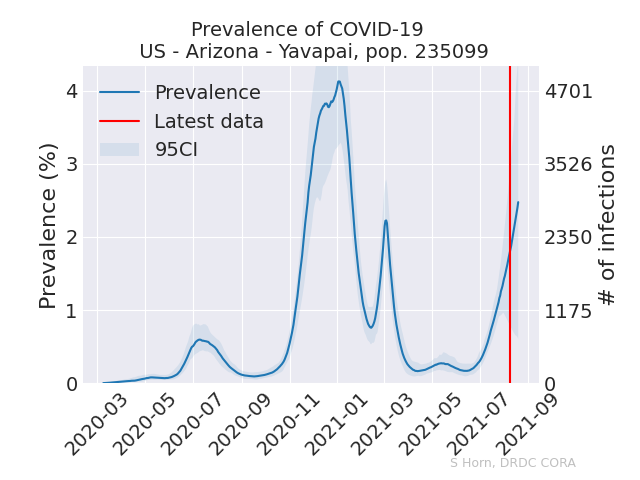 Prevalence of COVID-19
US - Arizona - Yavapai, pop. 235099
Prevalence
Latest data
95CI
Prevalence (%)
4
3
2
1
0
4701
3526
2350
1175
0
# of infections
2020-03
2020-05
2020-07
2020-09
2020-11
2021-01
2021-03
2021-05
2021-07
2021-09
S Horn, DRDC CORA